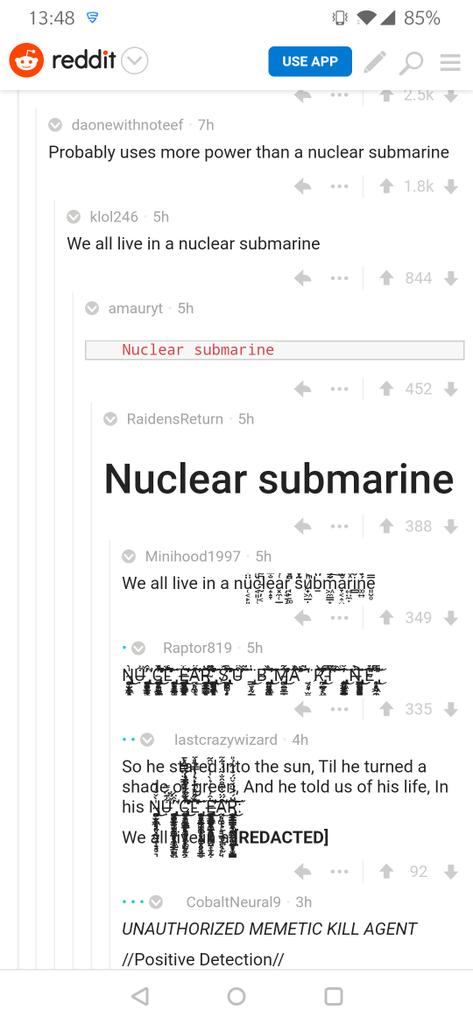 13:48
85%
reddit
USE APP
2.5k
daonewithnoteef · 7h
Probably uses more power than a nuclear submarine
1.8k
klol246 · 5h
We all live in a nuclear submarine
844
amauryt · 5h
Nuclear submarine
452
RaidensReturn · 5h
Nuclear submarine
388
Minihood1997 · 5h
We all live in a nuclear submarine
349
Raptor819 · 5h
335
lastcrazywizard · 4h
So he stared into the sun, Til he turned a
shade of green, And he told us of his life, In
his
We all live in a [REDACTED]
92
CobaltNeural9 · 3h
UNAUTHORIZED MEMETIC KILL AGENT
//Positive Detection//